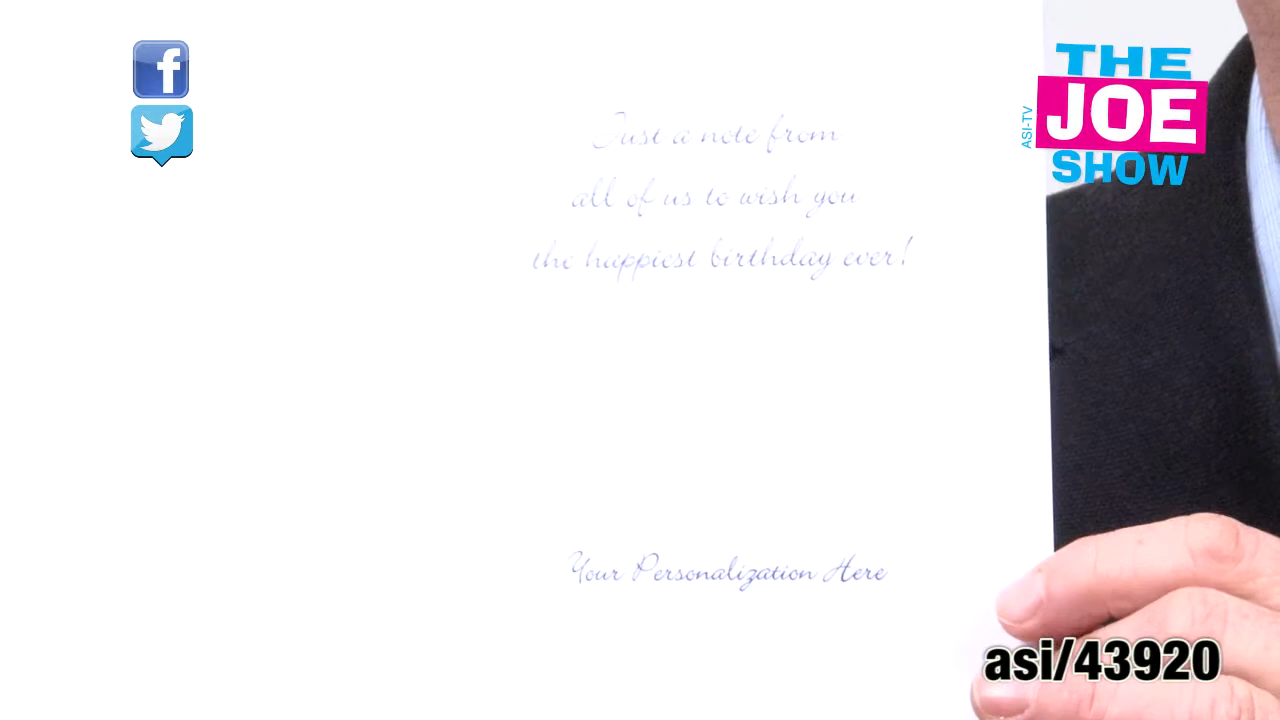 f
THE
JOE
SHOW
ASI-TV
Just a note from
all of us to wish you
the happiest birthday ever!
Your Personalization Here
asi/43920